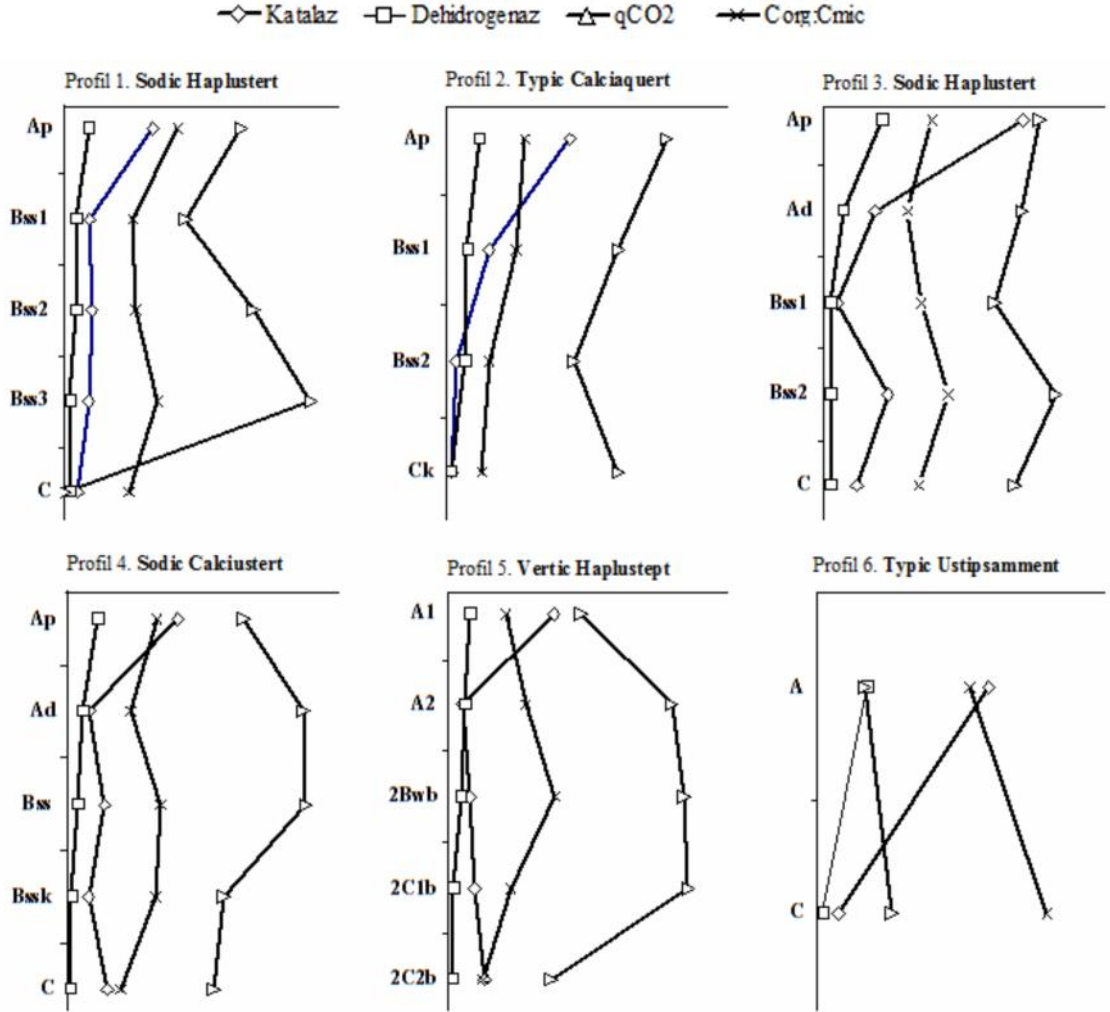 Katalaz Dehidrogenaz qCO2 Corg:Cmic
Profil 1. Sodic Haplustert
Ap
Bss1
Bss2
Bss3
C
Profil 2. Typic Calciaquert
Ap
Bss1
Bss2
Ck
Profil 3. Sodic Haplustert
Ap
Ad
Bss1
Bss2
C
Profil 4. Sodic Calciustert
Ap
Ad
Bss
Bssk
C
Profil 5. Vertic Haplustept
A1
A2
2Bwb
2C1b
2C2b
Profil 6. Typic Ustipsamment
A
C